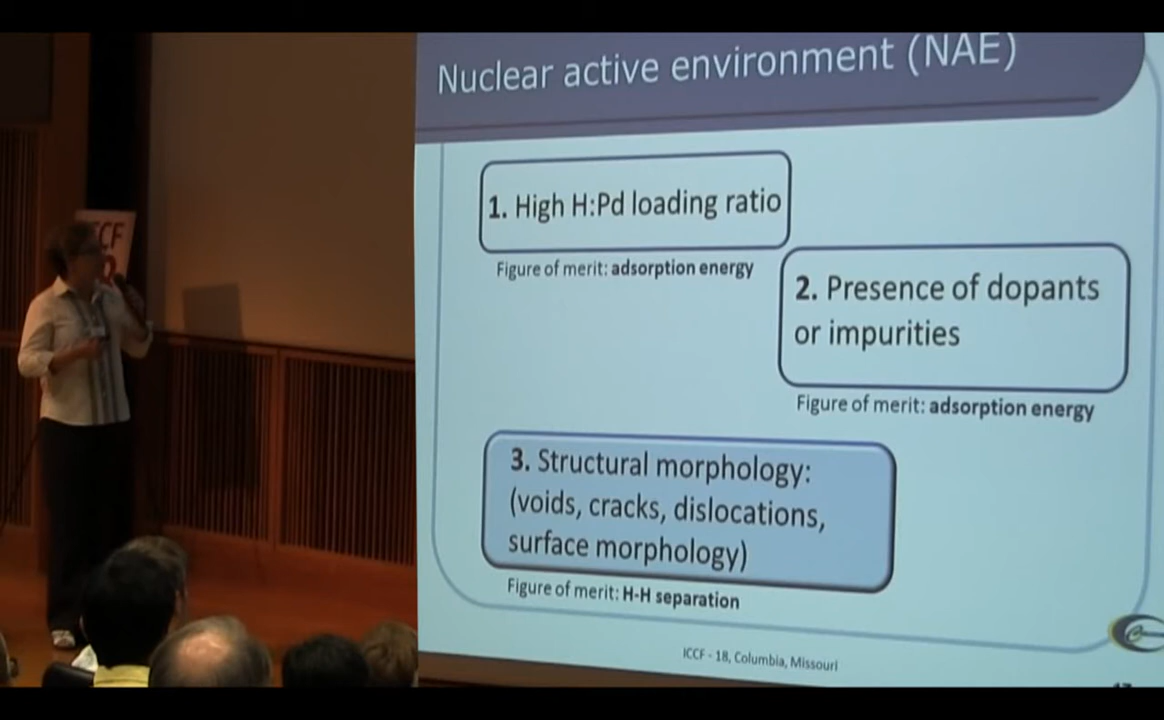 Nuclear active environment (NAE)
1. High H:Pd loading ratio
Figure of merit: adsorption energy
2. Presence of dopants
or impurities
Figure of merit: adsorption energy
3. Structural morphology:
(voids, cracks, dislocations,
surface morphology)
Figure of merit: H-H separation
ICCF - 18, Columbia, Missouri
CF